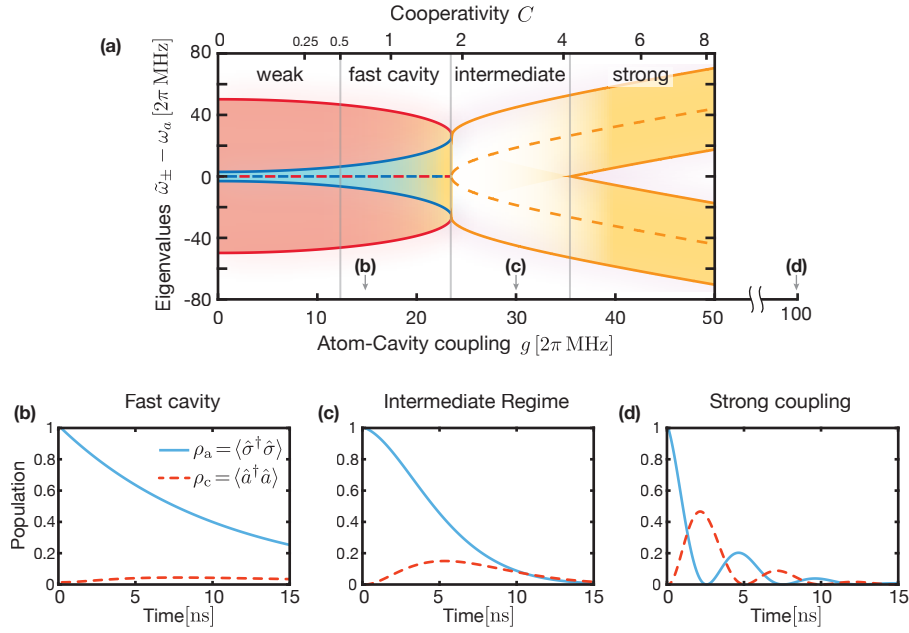 Cooperativity C
0 0.25 0.5 1 2 4 6 8
(a)
weak fast cavity intermediate strong
80
40
0
-40
-80
Eigenvalues ω̃± − ωa [2π MHz]
(b) (c) (d)
0 10 20 30 40 50 100
Atom-Cavity coupling g [2π MHz]
(b) Fast cavity
ρa = ⟨σ̂†σ̂⟩
ρc = ⟨â†â⟩
Population
1
0.8
0.6
0.4
0.2
0
0 5 10 15
Time[ns]
(c) Intermediate Regime
1
0.8
0.6
0.4
0.2
0
0 5 10 15
Time[ns]
(d) Strong coupling
1
0.8
0.6
0.4
0.2
0
0 5 10 15
Time[ns]